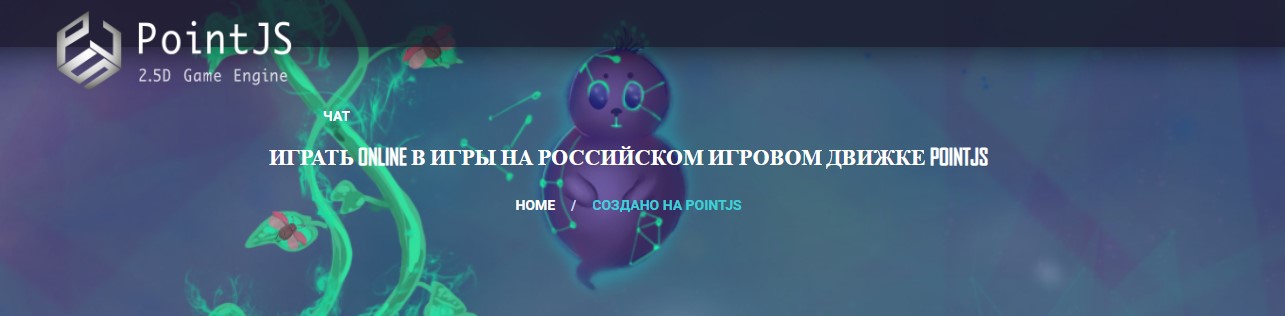 PointJS
2.5D Game Engine
ЧАТ
ИГРАТЬ ONLINE В ИГРЫ НА РОССИЙСКОМ ИГРОВОМ ДВИЖКЕ POINTJS
HOME / СОЗДАНО НА POINTJS